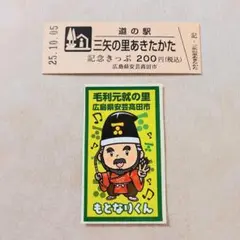 25.10.05
道の駅
三矢の里あきたかた
記念きっぷ 200円(税込)
広島県安芸高田市
毛利元就の里
広島県安芸高田市
もとなりくん